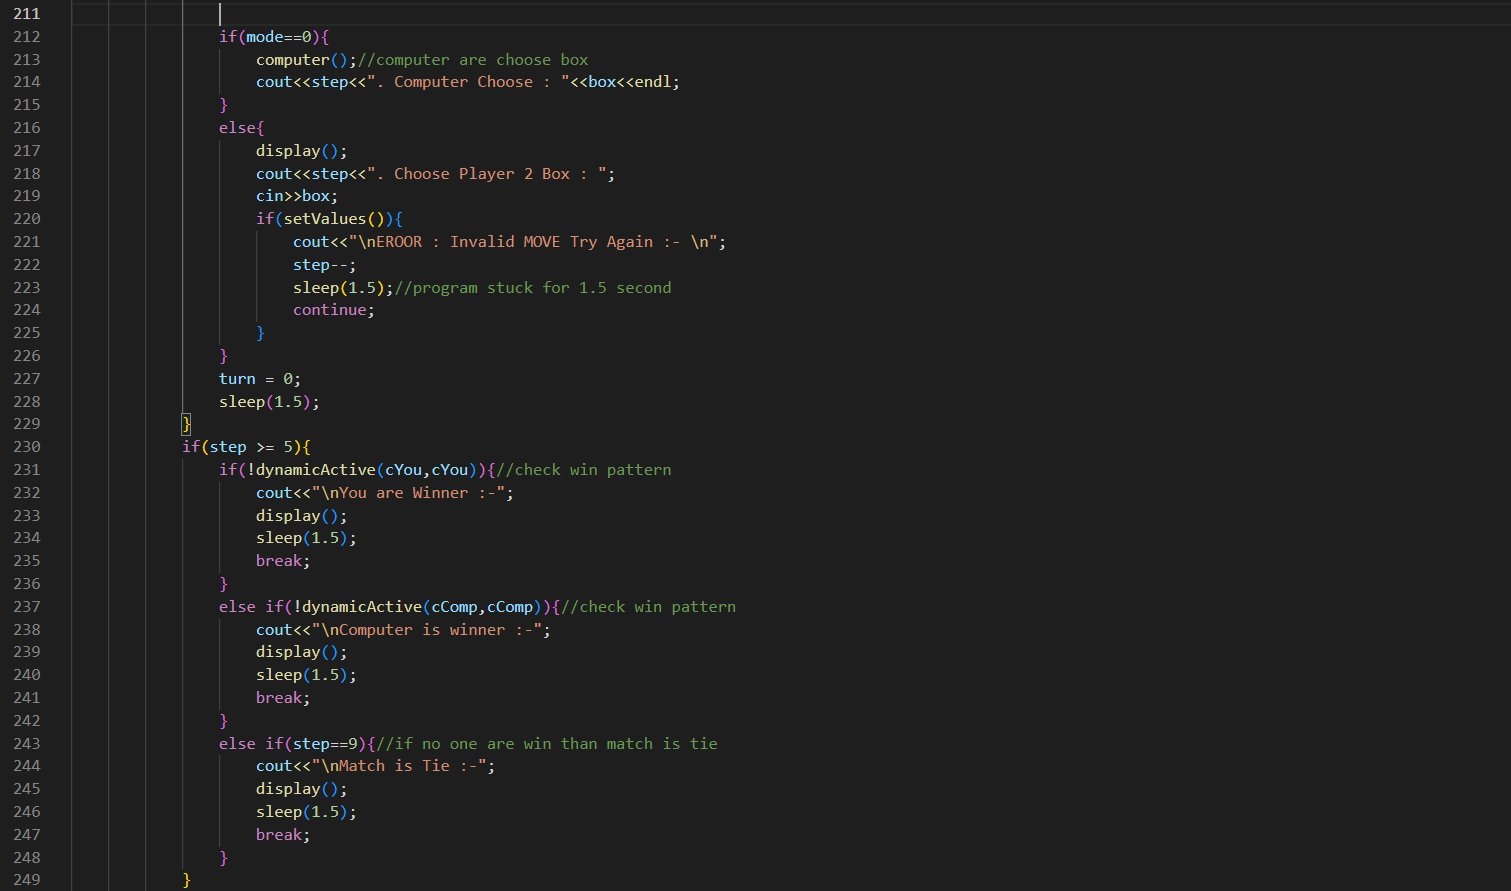 211
212 if(mode==0){
213 computer();//computer are choose box
214 cout<<step<<". Computer Choose : "<<box<<endl;
215 }
216 else{
217 display();
218 cout<<step<<". Choose Player 2 Box : ";
219 cin>>box;
220 if(setValues()){
221 cout<<"\nEROOR : Invalid MOVE Try Again :- \n";
222 step--;
223 sleep(1.5);//program stuck for 1.5 second
224 continue;
225 }
226 }
227 turn = 0;
228 sleep(1.5);
229 }
230 if(step >= 5){
231 if(!dynamicActive(cYou,cYou)){//check win pattern
232 cout<<"\nYou are Winner :-";
233 display();
234 sleep(1.5);
235 break;
236 }
237 else if(!dynamicActive(cComp,cComp)){//check win pattern
238 cout<<"\nComputer is winner :-";
239 display();
240 sleep(1.5);
241 break;
242 }
243 else if(step==9){//if no one are win than match is tie
244 cout<<"\nMatch is Tie :-";
245 display();
246 sleep(1.5);
247 break;
248 }
249 }